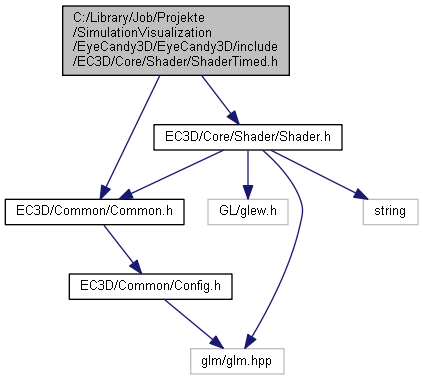 C:/Library/Job/Projekte
/SimulationVisualization
/EyeCandy3D/EyeCandy3D/include
/EC3D/Core/Shader/ShaderTimed.h
EC3D/Core/Shader/Shader.h
EC3D/Common/Common.h
GL/glew.h
string
EC3D/Common/Config.h
glm/glm.hpp